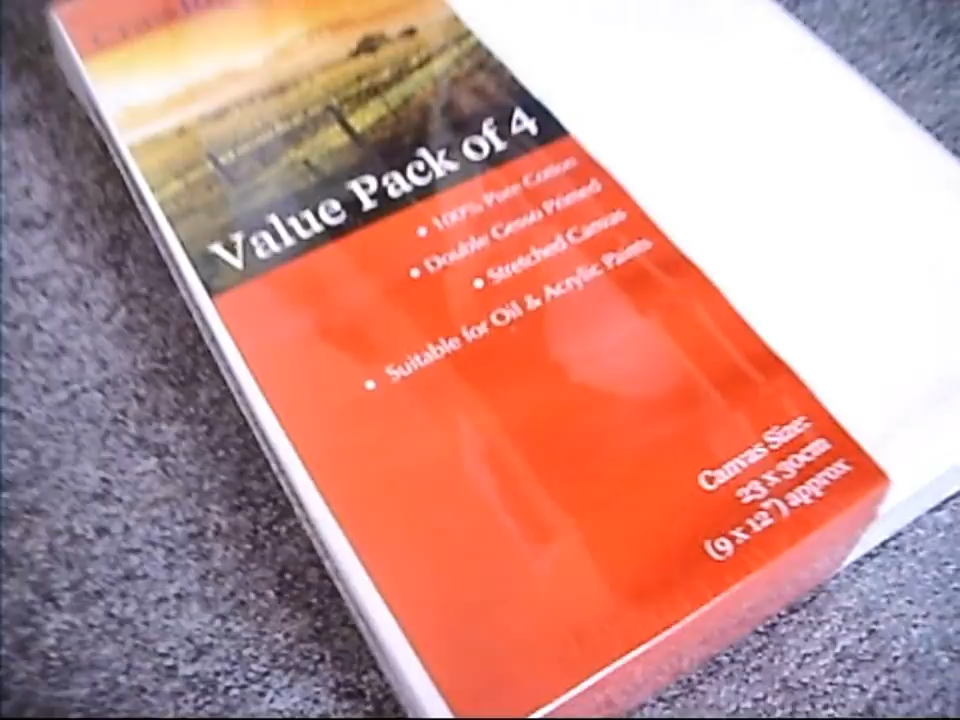 Value Pack of 4
• 100% Pure Cotton
• Double Gesso Primed
• Stretched Canvas
• Suitable for Oil & Acrylic Paints
Canvas Size:
23 x 30cm
(9 x 12") approx